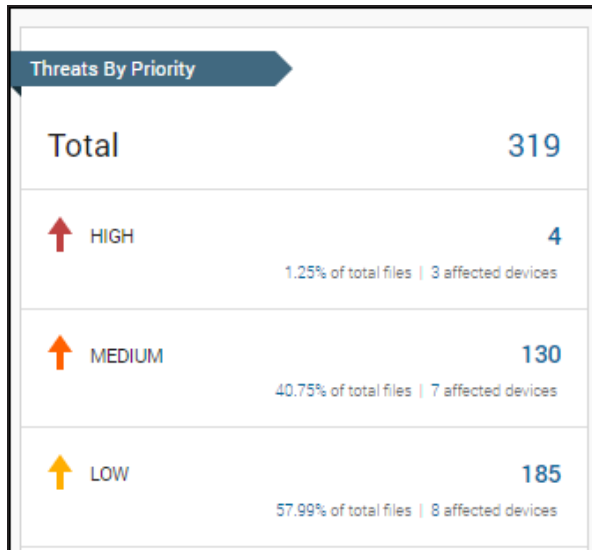 Threats By Priority
Total 319
HIGH 4
1.25% of total files | 3 affected devices
MEDIUM 130
40.75% of total files | 7 affected devices
LOW 185
57.99% of total files | 8 affected devices